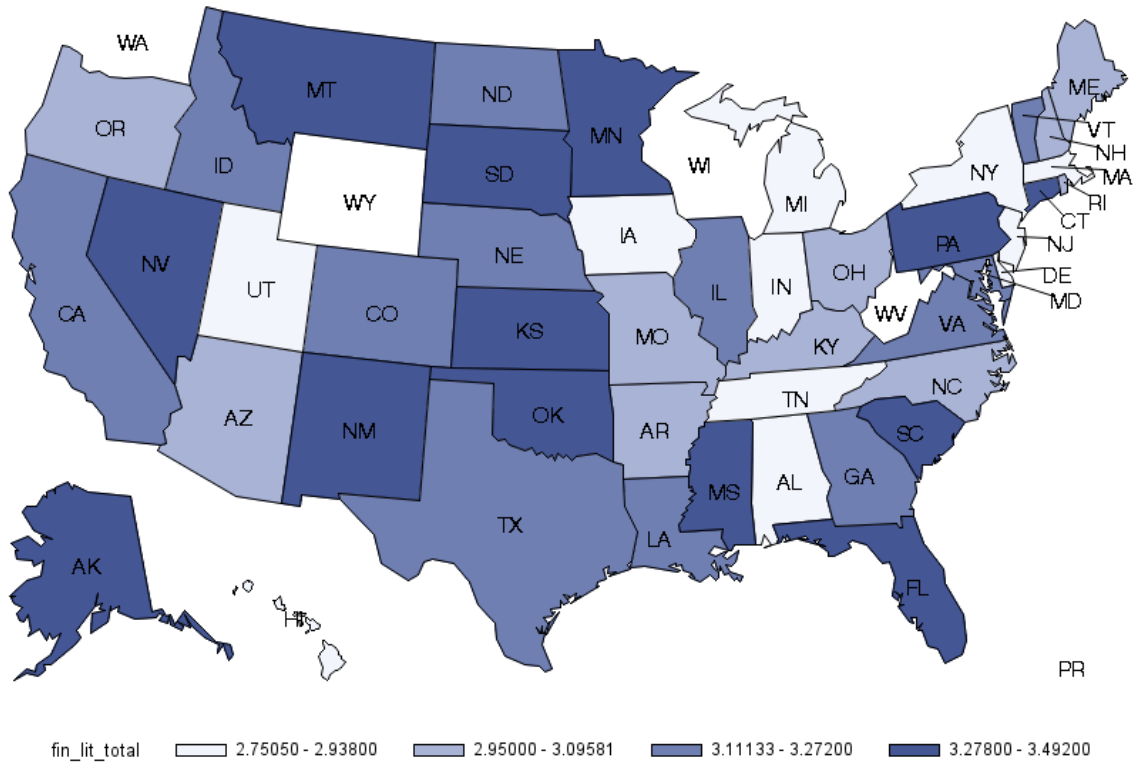 WA
MT
ND
MN
ME
OR
ID
SD
WI
VT
NH
NY
MA
WY
MI
RI
CT
IA
PA
NJ
NV
NE
OH
DE
UT
IL
IN
MD
CA
CO
WV
VA
KS
MO
KY
NC
AZ
NM
OK
AR
TN
SC
MS
AL
GA
TX
LA
AK
FL
HI
PR
fin_lit_total 2.75050 - 2.93800 2.95000 - 3.09581 3.11133 - 3.27200 3.27800 - 3.49200